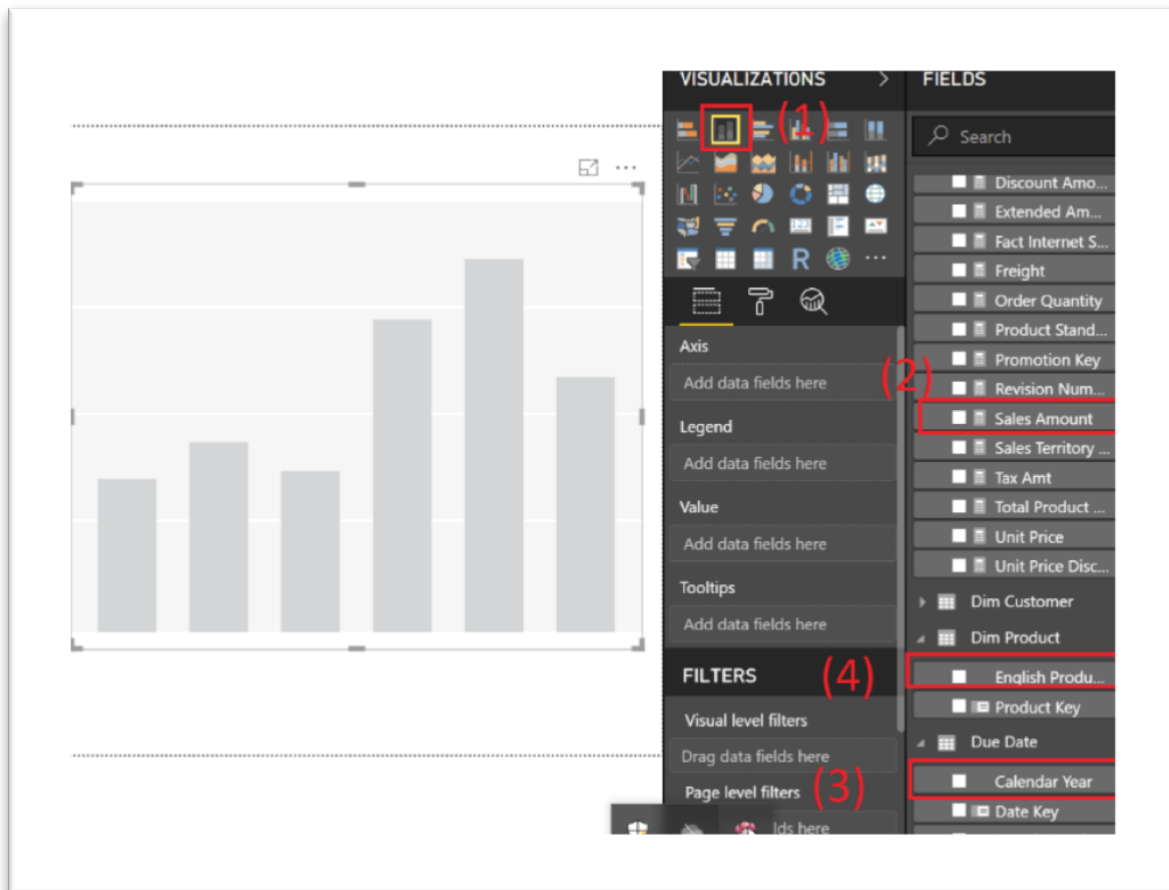 VISUALIZATIONS
(1)
123
R
Axis
Add data fields here
(2)
Legend
Add data fields here
Value
Add data fields here
Tooltips
Add data fields here
FILTERS
(4)
Visual level filters
Drag data fields here
Page level filters
(3)
lds here
FIELDS
Search
Discount Amo...
Extended Am...
Fact Internet S...
Freight
Order Quantity
Product Stand...
Promotion Key
Revision Num...
Sales Amount
Sales Territory ...
Tax Amt
Total Product ...
Unit Price
Unit Price Disc...
Dim Customer
Dim Product
English Produ...
Product Key
Due Date
Calendar Year
Date Key